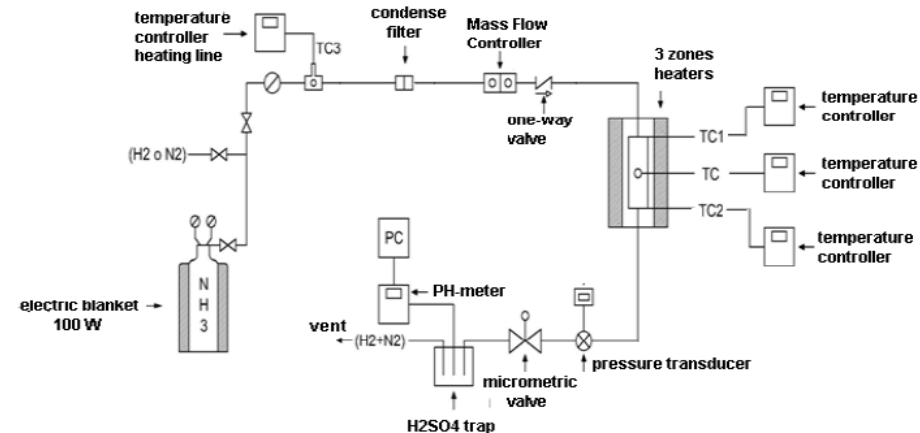 temperature
controller
heating line
TC3
condense
filter
Mass Flow
Controller
one-way
valve
3 zones
heaters
TC1
temperature
controller
TC
temperature
controller
TC2
temperature
controller
(H2 o N2)
N
H
3
electric blanket
100 W
PC
PH-meter
vent
(H2+N2)
H2SO4 trap
micrometric
valve
pressure transducer